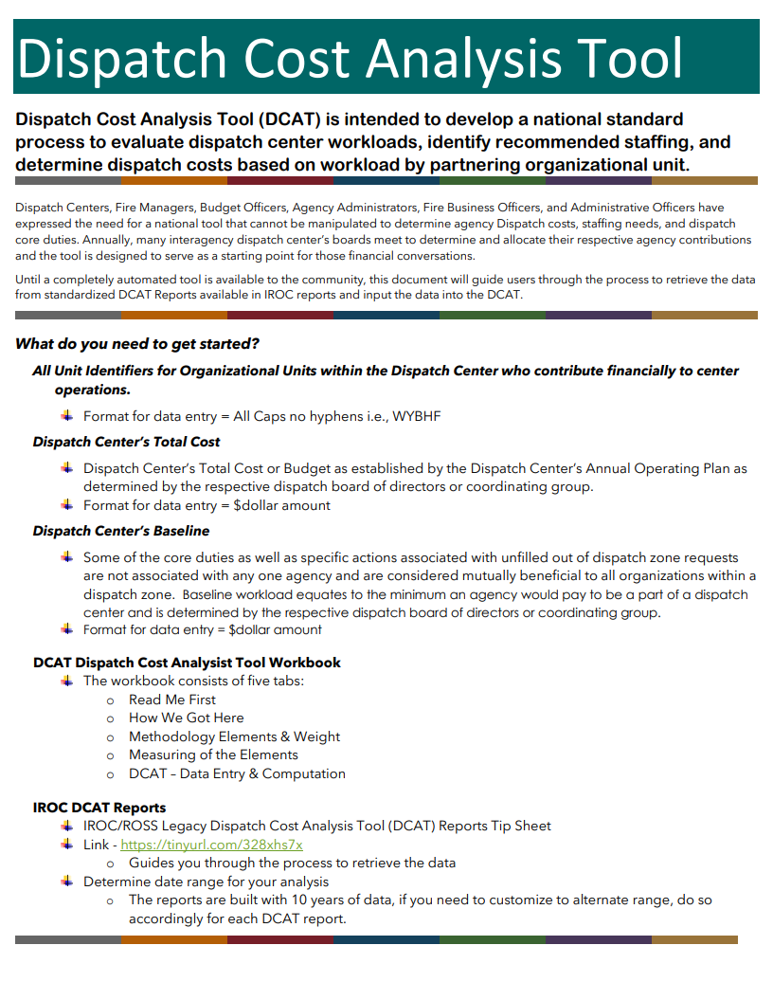 Dispatch Cost Analysis Tool
Dispatch Cost Analysis Tool (DCAT) is intended to develop a national standard
process to evaluate dispatch center workloads, identify recommended staffing, and
determine dispatch costs based on workload by partnering organizational unit.
Dispatch Centers, Fire Managers, Budget Officers, Agency Administrators, Fire Business Officers, and Administrative Officers have
expressed the need for a national tool that cannot be manipulated to determine agency Dispatch costs, staffing needs, and dispatch
core duties. Annually, many interagency dispatch center's boards meet to determine and allocate their respective agency contributions
and the tool is designed to serve as a starting point for those financial conversations.
Until a completely automated tool is available to the community, this document will guide users through the process to retrieve the data
from standardized DCAT Reports available in IROC reports and input the data into the DCAT.
What do you need to get started?
All Unit Identifiers for Organizational Units within the Dispatch Center who contribute financially to center
operations.
Format for data entry = All Caps no hyphens i.e., WYBHF
Dispatch Center's Total Cost
Dispatch Center's Total Cost or Budget as established by the Dispatch Center's Annual Operating Plan as
determined by the respective dispatch board of directors or coordinating group.
Format for data entry = $dollar amount
Dispatch Center's Baseline
Some of the core duties as well as specific actions associated with unfilled out of dispatch zone requests
are not associated with any one agency and are considered mutually beneficial to all organizations within a
dispatch zone. Baseline workload equates to the minimum an agency would pay to be a part of a dispatch
center and is determined by the respective dispatch board of directors or coordinating group.
Format for data entry = $dollar amount
DCAT Dispatch Cost Analysist Tool Workbook
The workbook consists of five tabs:
o Read Me First
o How We Got Here
o Methodology Elements & Weight
o Measuring of the Elements
o DCAT – Data Entry & Computation
IROC DCAT Reports
IROC/ROSS Legacy Dispatch Cost Analysis Tool (DCAT) Reports Tip Sheet
Link - https://tinyurl.com/328xhs7x
o Guides you through the process to retrieve the data
Determine date range for your analysis
o The reports are built with 10 years of data, if you need to customize to alternate range, do so
accordingly for each DCAT report.